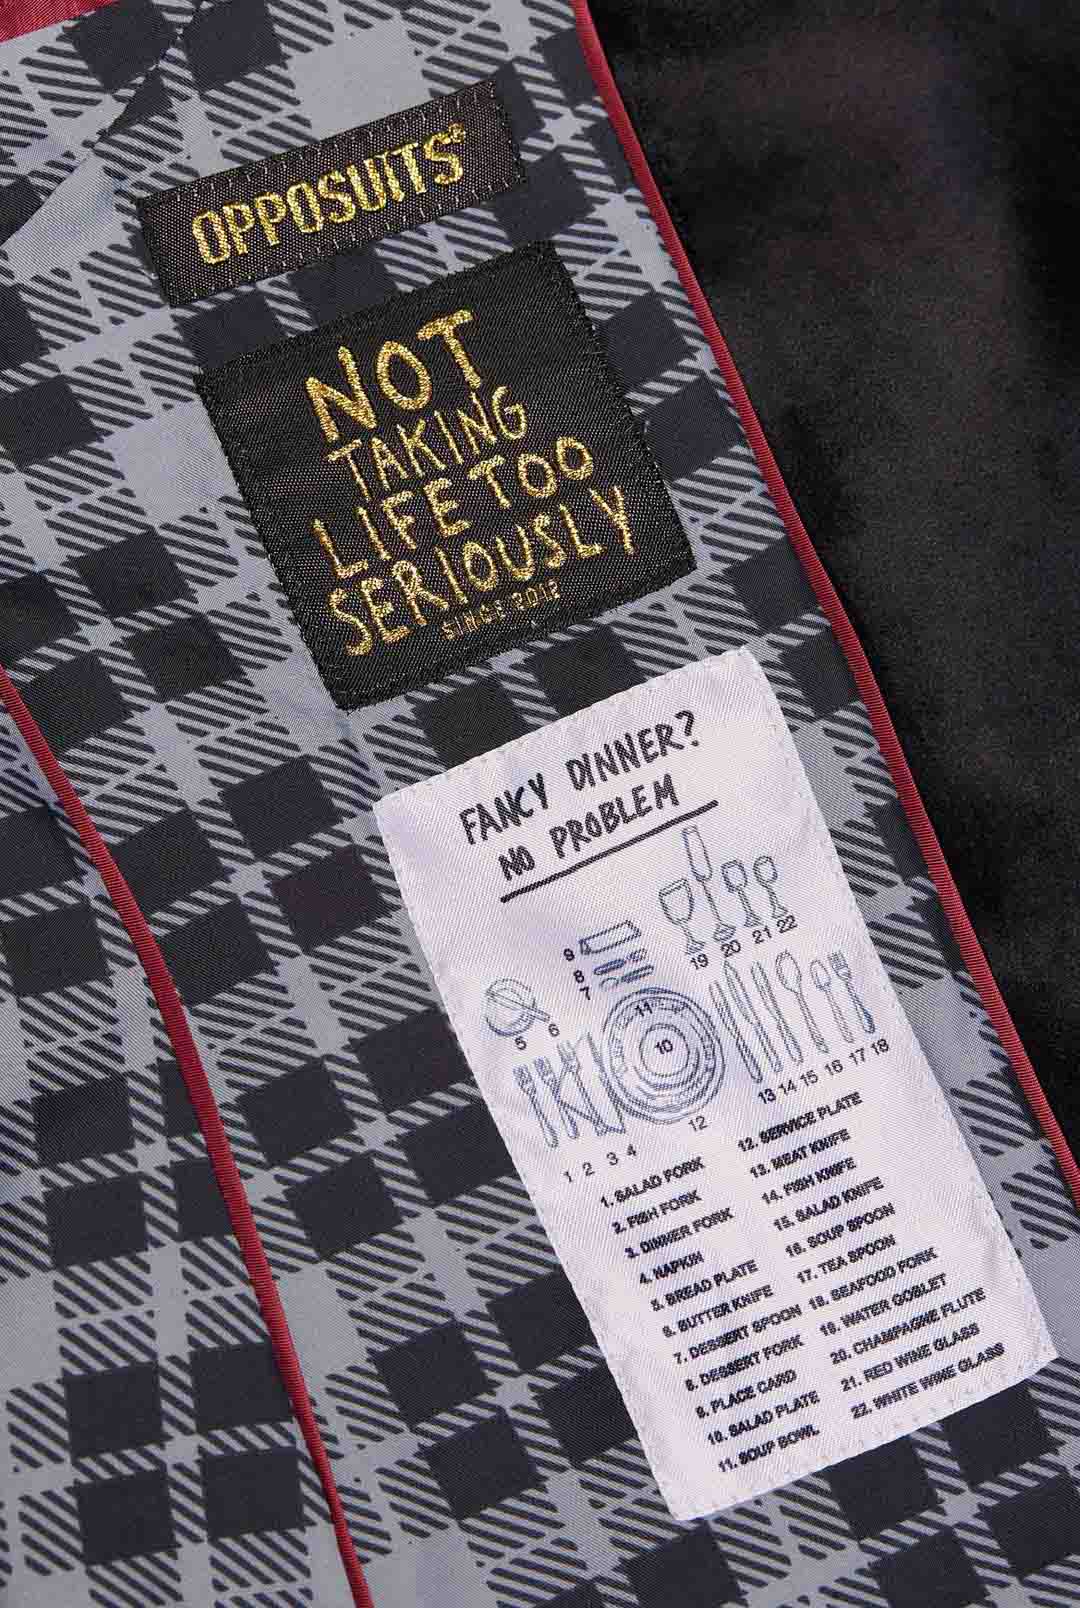 OPPOSUITS®
NOT
TAKING
LIFE TOO
SERIOUSLY
SINCE 2012
FANCY DINNER?
NO PROBLEM
9
8
7
5
6
11
10
12
1 2 3 4
19 20 21 22
13 14 15 16 17 18
1. SALAD FORK
2. FISH FORK
3. DINNER FORK
4. NAPKIN
5. BREAD PLATE
6. BUTTER KNIFE
7. DESSERT SPOON
8. DESSERT FORK
9. PLACE CARD
10. SALAD PLATE
11. SOUP BOWL
12. SERVICE PLATE
13. MEAT KNIFE
14. FISH KNIFE
15. SALAD KNIFE
16. SOUP SPOON
17. TEA SPOON
18. SEAFOOD FORK
19. WATER GOBLET
20. CHAMPAGNE FLUTE
21. RED WINE GLASS
22. WHITE WINE GLASS